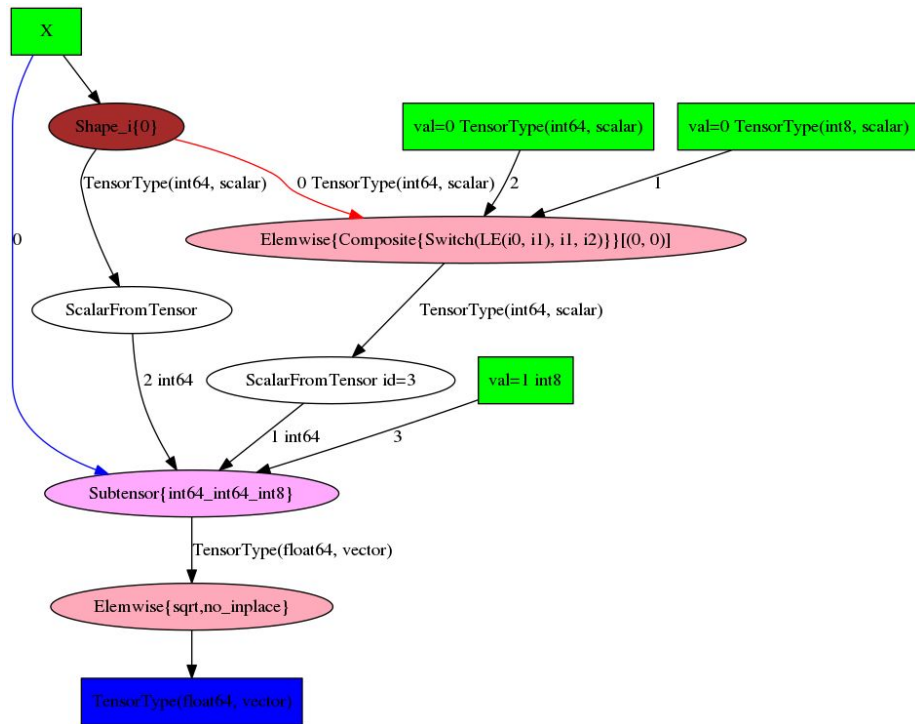 X
Shape_i{0}
val=0 TensorType(int64, scalar)
val=0 TensorType(int8, scalar)
TensorType(int64, scalar)
0 TensorType(int64, scalar)
2
1
0
Elemwise{Composite{Switch(LE(i0, i1), i1, i2)}}[(0, 0)]
ScalarFromTensor
TensorType(int64, scalar)
2 int64
ScalarFromTensor id=3
val=1 int8
1 int64
3
Subtensor{int64_int64_int8}
TensorType(float64, vector)
Elemwise{sqrt,no_inplace}
TensorType(float64, vector)